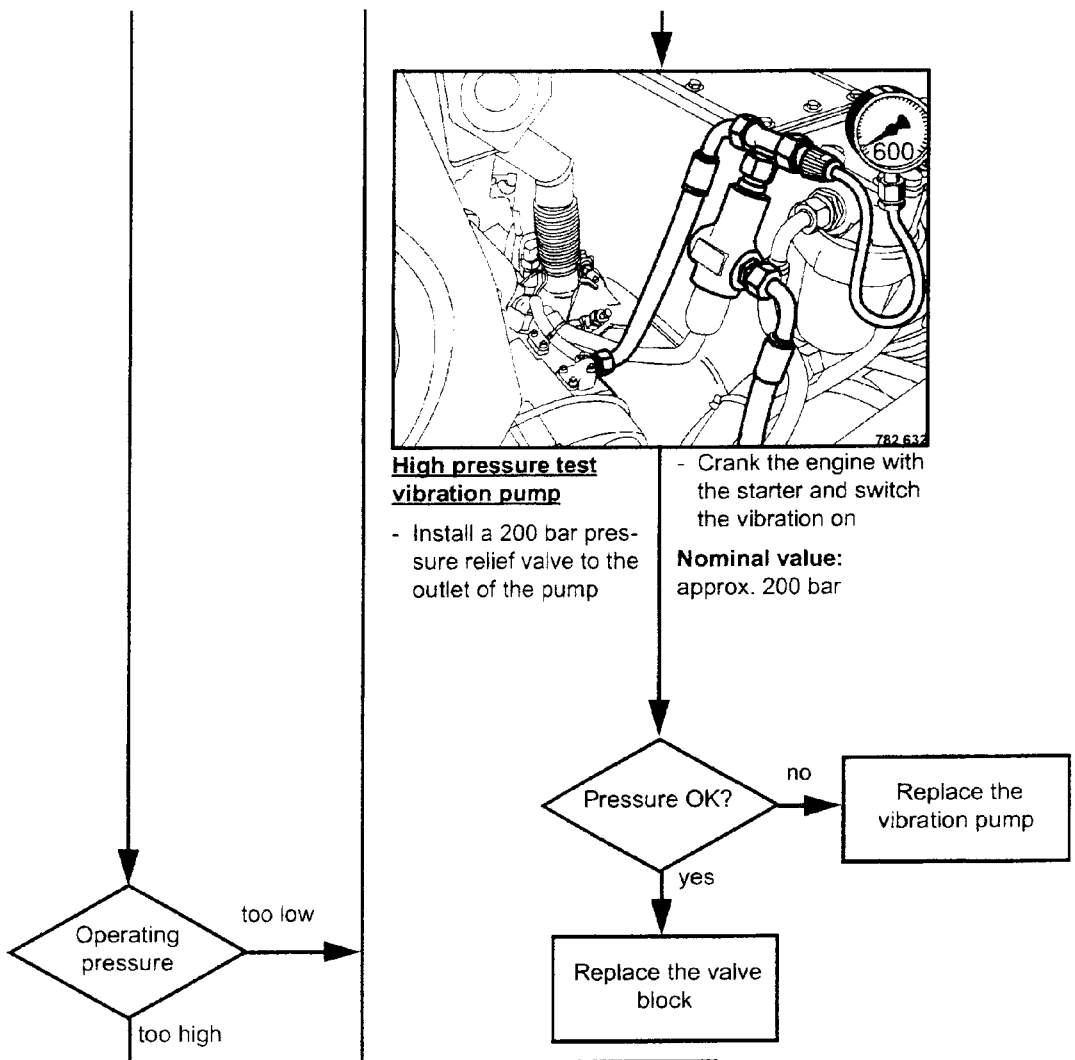 600
782 632
High pressure test
vibration pump
- Install a 200 bar pres-
sure relief valve to the
outlet of the pump
- Crank the engine with
the starter and switch
the vibration on
Nominal value:
approx. 200 bar
Pressure OK?
no
Replace the
vibration pump
yes
Replace the valve
block
Operating
pressure
too low
too high